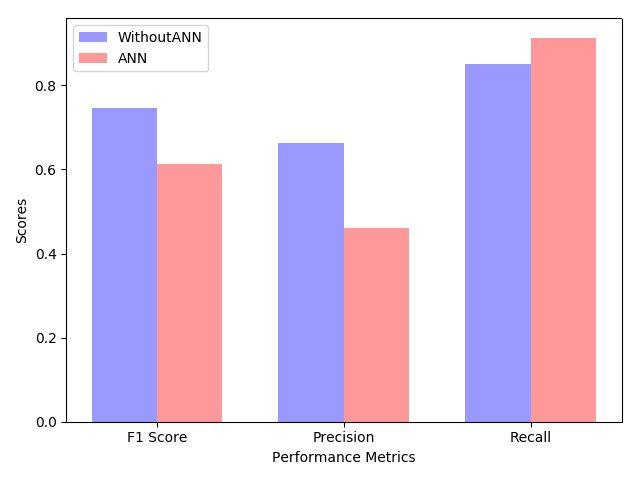 WithoutANN
ANN
0.8
0.6
0.4
0.2
0.0
Scores
F1 Score
Precision
Recall
Performance Metrics